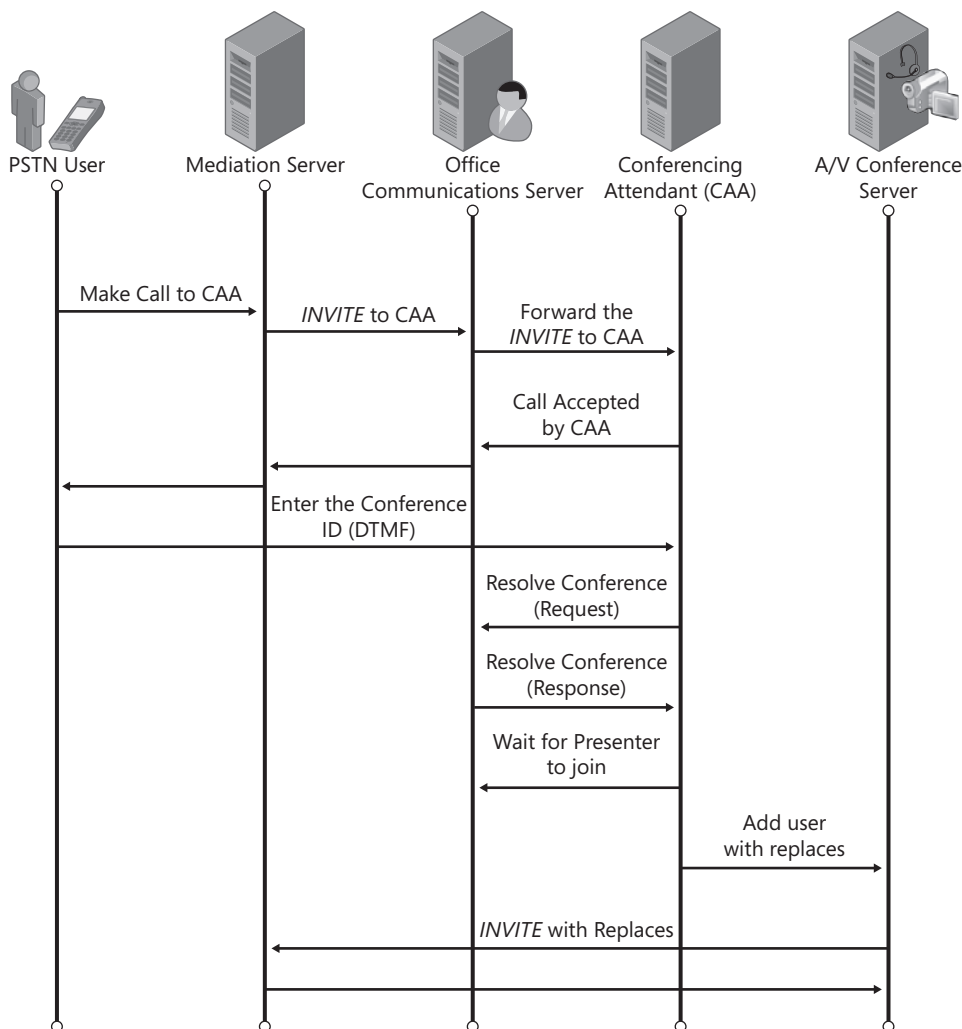 PSTN User
Mediation Server
Office
Communications Server
Conferencing
Attendant (CAA)
A/V Conference
Server
Make Call to CAA
INVITE to CAA
Forward the
INVITE to CAA
Call Accepted
by CAA
Enter the Conference
ID (DTMF)
Resolve Conference
(Request)
Resolve Conference
(Response)
Wait for Presenter
to join
Add user
with replaces
INVITE with Replaces